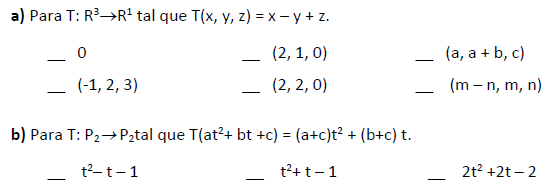 a) Para T: R³→R¹ tal que T(x, y, z) = x – y + z.
__ 0 __ (2, 1, 0) __ (a, a + b, c)
__ (-1, 2, 3) __ (2, 2, 0) __ (m – n, m, n)
b) Para T: P₂→ P₂tal que T(at²+ bt +c) = (a+c)t² + (b+c) t.
__ t²– t – 1 __ t²+ t – 1 __ 2t² +2t – 2